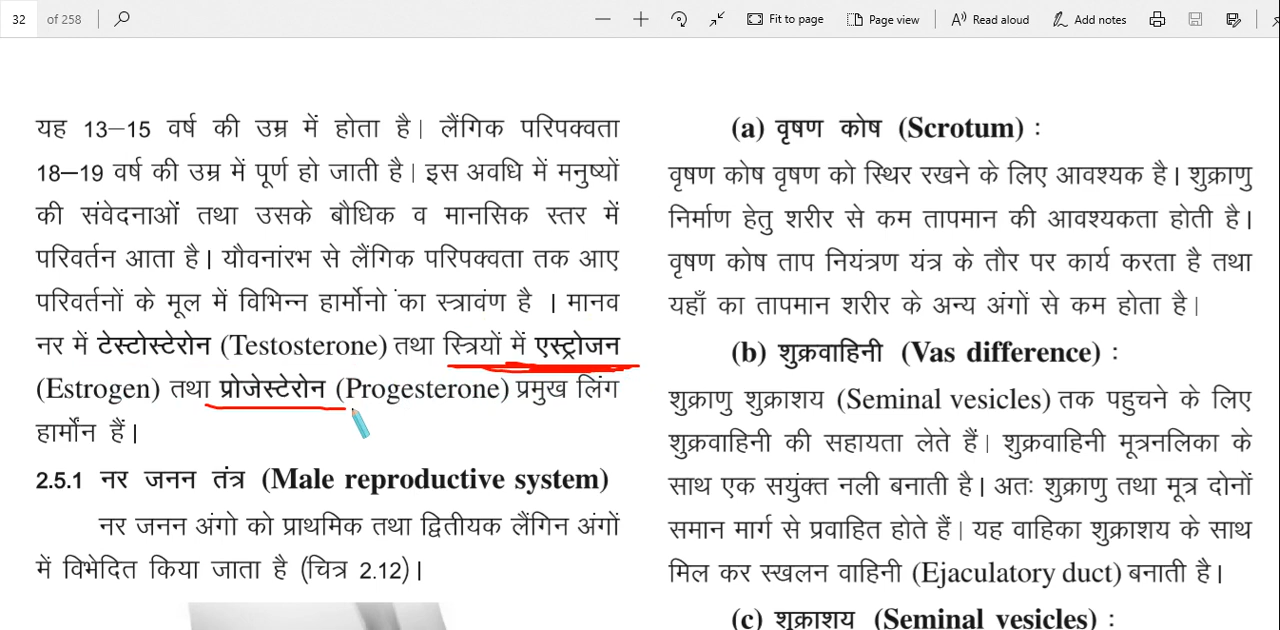 32 of 258 Fit to page Page view Read aloud Add notes
यह 13–15 वर्ष की उम्र में होता है। लैंगिक परिपक्वता
18–19 वर्ष की उम्र में पूर्ण हो जाती है। इस अवधि में मनुष्यों
की संवेदनाओं तथा उसके बौधिक व मानसिक स्तर में
परिवर्तन आता है। यौवनांरभ से लैंगिक परिपक्वता तक आए
परिवर्तनों के मूल में विभिन्न हार्मोनो का स्त्रावंण है । मानव
नर में टेस्टोस्टेरोन (Testosterone) तथा स्त्रियों में एस्ट्रोजन
(Estrogen) तथा प्रोजेस्टेरोन (Progesterone) प्रमुख लिंग
हार्मोन हैं।
2.5.1 नर जनन तंत्र (Male reproductive system)
नर जनन अंगो को प्राथमिक तथा द्वितीयक लैंगिन अंगों
में विभेदित किया जाता है (चित्र 2.12)।
(a) वृषण कोष (Scrotum) :
वृषण कोष वृषण को स्थिर रखने के लिए आवश्यक है। शुक्राणु
निर्माण हेतु शरीर से कम तापमान की आवश्यकता होती है।
वृषण कोष ताप नियंत्रण यंत्र के तौर पर कार्य करता है तथा
यहाँ का तापमान शरीर के अन्य अंगों से कम होता है।
(b) शुक्रवाहिनी (Vas difference) :
शुक्राणु शुक्राशय (Seminal vesicles) तक पहुचने के लिए
शुक्रवाहिनी की सहायता लेते हैं। शुक्रवाहिनी मूत्रनलिका के
साथ एक सयुंक्त नली बनाती है। अतः शुक्राणु तथा मूत्र दोनों
समान मार्ग से प्रवाहित होते हैं। यह वाहिका शुक्राशय के साथ
मिल कर स्खलन वाहिनी (Ejaculatory duct) बनाती है।
(c) शुक्राशय (Seminal vesicles) :